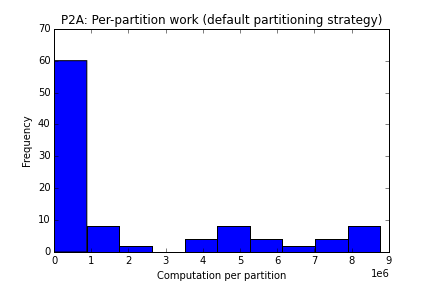 P2A: Per-partition work (default partitioning strategy)
70
60
50
40
30
20
10
0
Frequency
0 1 2 3 4 5 6 7 8 9
1e6
Computation per partition